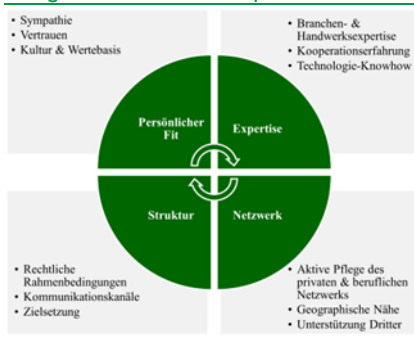 • Sympathie
• Vertrauen
• Kultur & Wertebasis
• Branchen- &
Handwerksexpertise
• Kooperationserfahrung
• Technologie-Knowhow
Persönlicher
Fit
Expertise
Struktur
Netzwerk
• Rechtliche
Rahmenbedingungen
• Kommunikationskanäle
• Zielsetzung
• Aktive Pflege des
privaten & beruflichen
Netzwerks
• Geographische Nähe
• Unterstützung Dritter